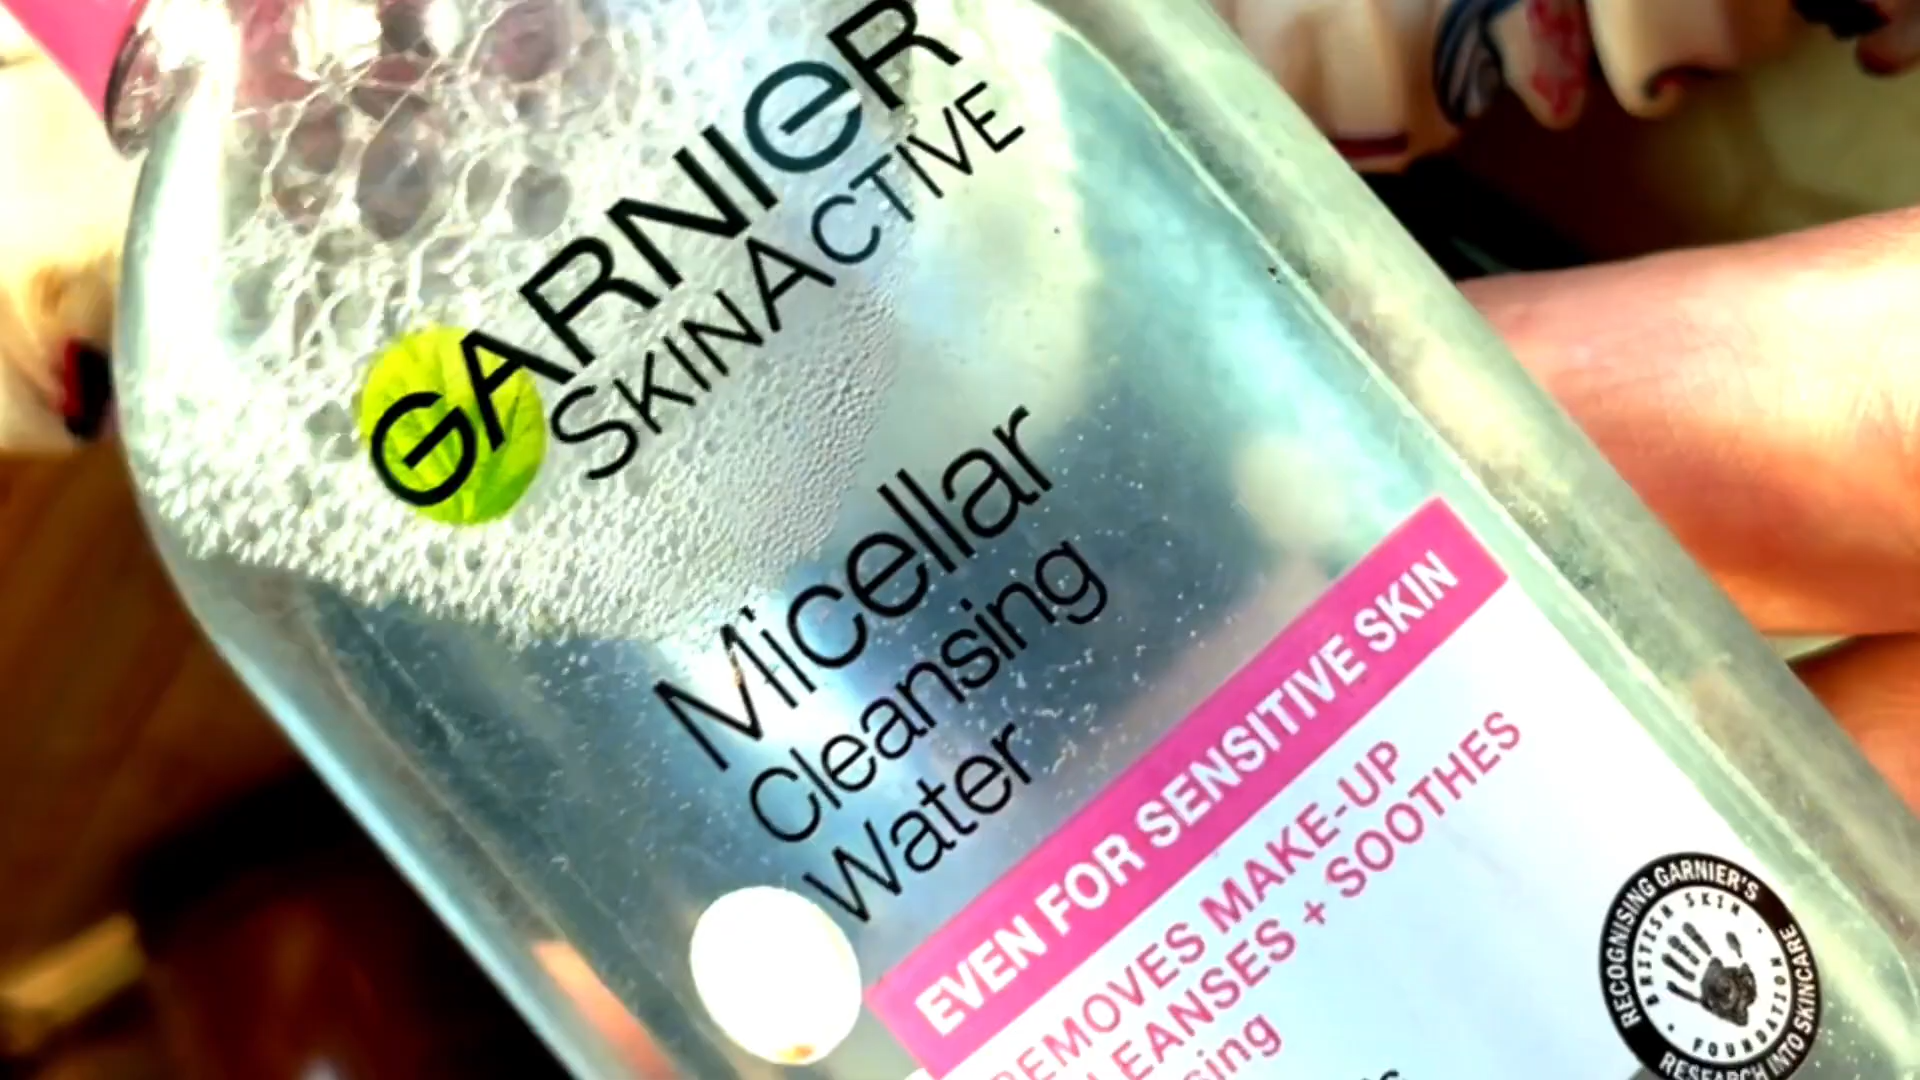 GARNIER
SKINACTIVE
Micellar
Cleansing
Water
EVEN FOR SENSITIVE SKIN
REMOVES MAKE-UP
CLEANSES + SOOTHES
RECOGNISING GARNIER'S
RESEARCH INTO SKINCARE
BRITISH SKIN
FOUNDATION